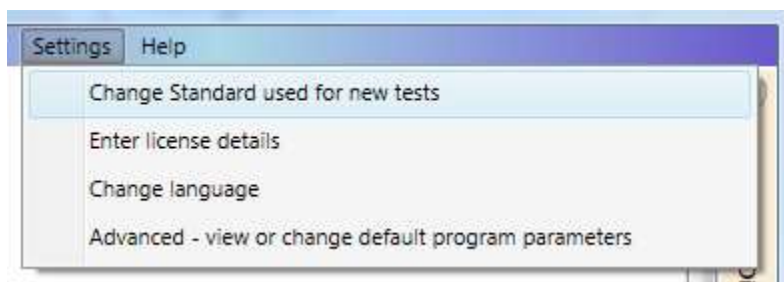 Settings Help
Change Standard used for new tests
Enter license details
Change language
Advanced - view or change default program parameters